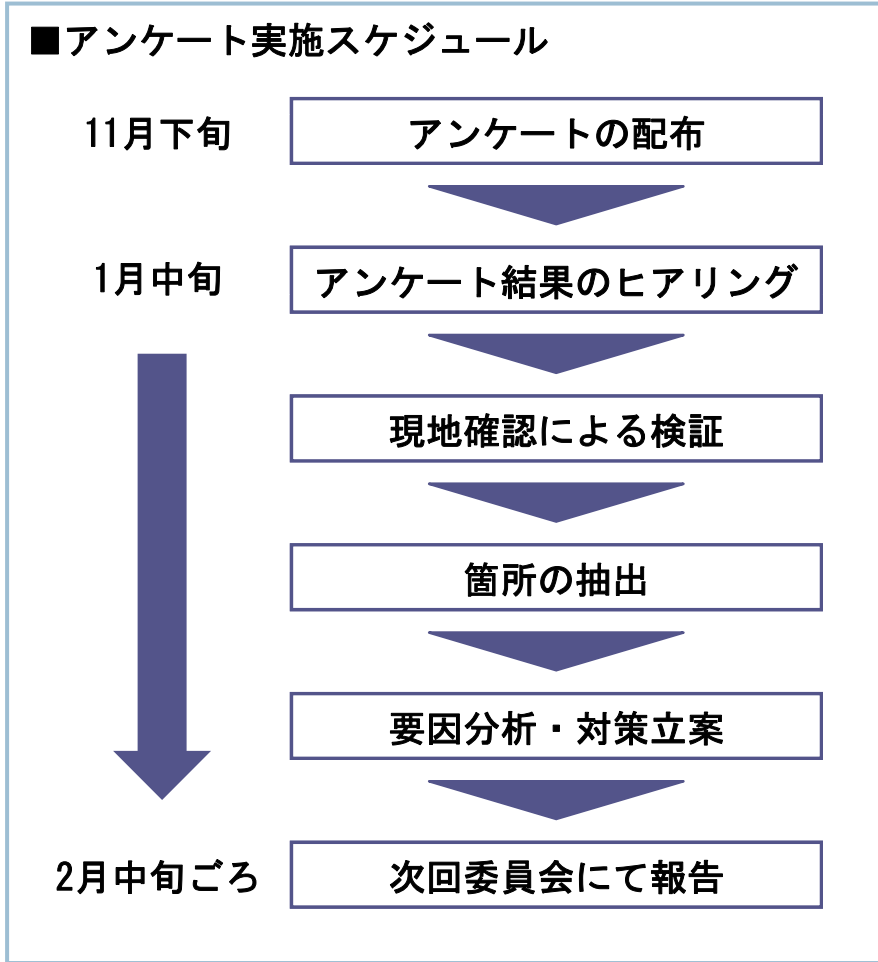 ■アンケート実施スケジュール
11月下旬
アンケートの配布
1月中旬
アンケート結果のヒアリング
現地確認による検証
箇所の抽出
要因分析・対策立案
2月中旬ごろ
次回委員会にて報告